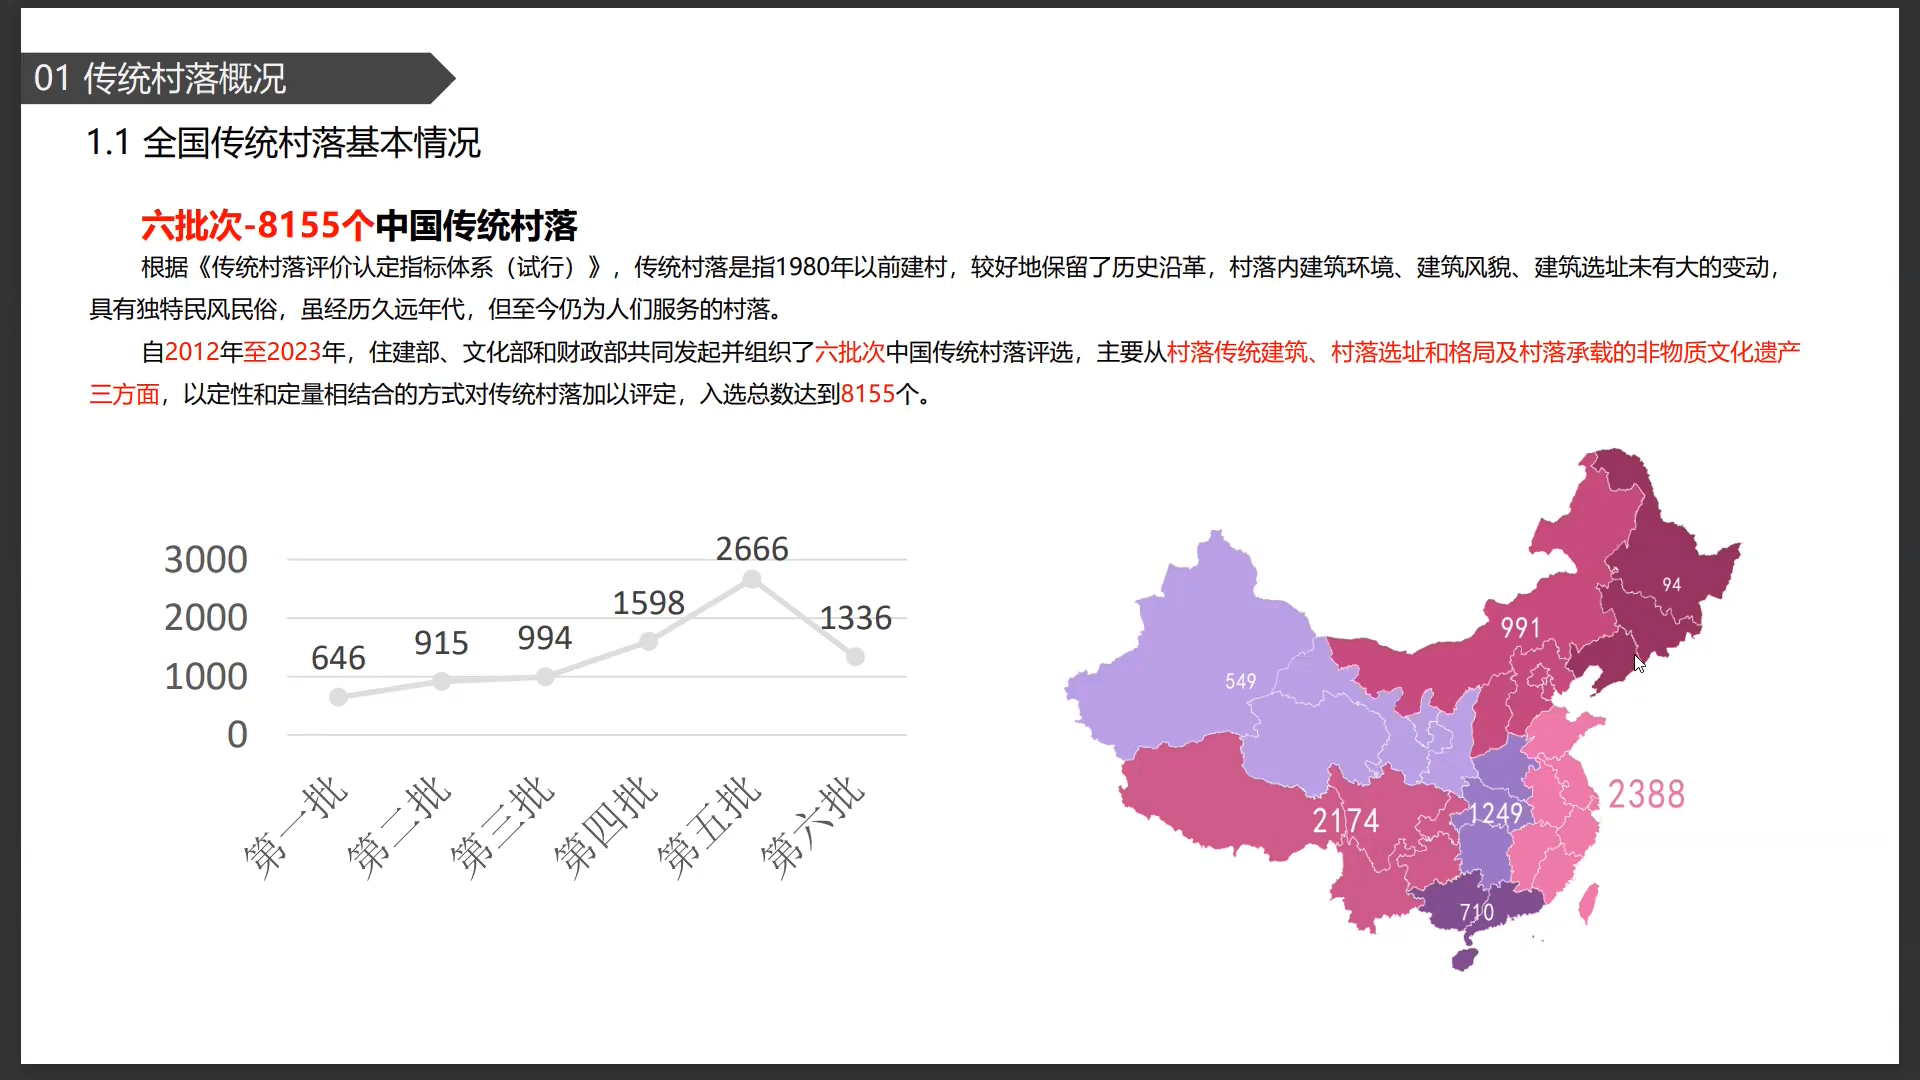 01 传统村落概况
1.1 全国传统村落基本情况
六批次-8155个中国传统村落
根据《传统村落评价认定指标体系（试行）》，传统村落是指1980年以前建村，较好地保留了历史沿革，村落内建筑环境、建筑风貌、建筑选址未有大的变动，
具有独特民风民俗，虽经历久远年代，但至今仍为人们服务的村落。
自2012年至2023年，住建部、文化部和财政部共同发起并组织了六批次中国传统村落评选，主要从村落传统建筑、村落选址和格局及村落承载的非物质文化遗产
三方面，以定性和定量相结合的方式对传统村落加以评定，入选总数达到8155个。
3000
2000
1000
0
646
915
994
1598
2666
1336
第一批
第二批
第三批
第四批
第五批
第六批
94
991
549
2388
2174
1249
710